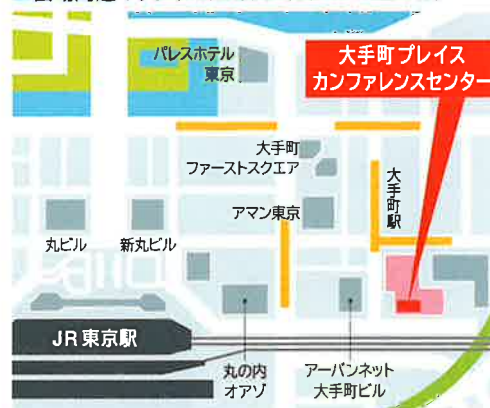 パレスホテル
東京
大手町プレイス
カンファレンスセンター
大手町
ファーストスクエア
大手町駅
アマン東京
丸ビル
新丸ビル
JR東京駅
丸の内
オアゾ
アーバンネット
大手町ビル